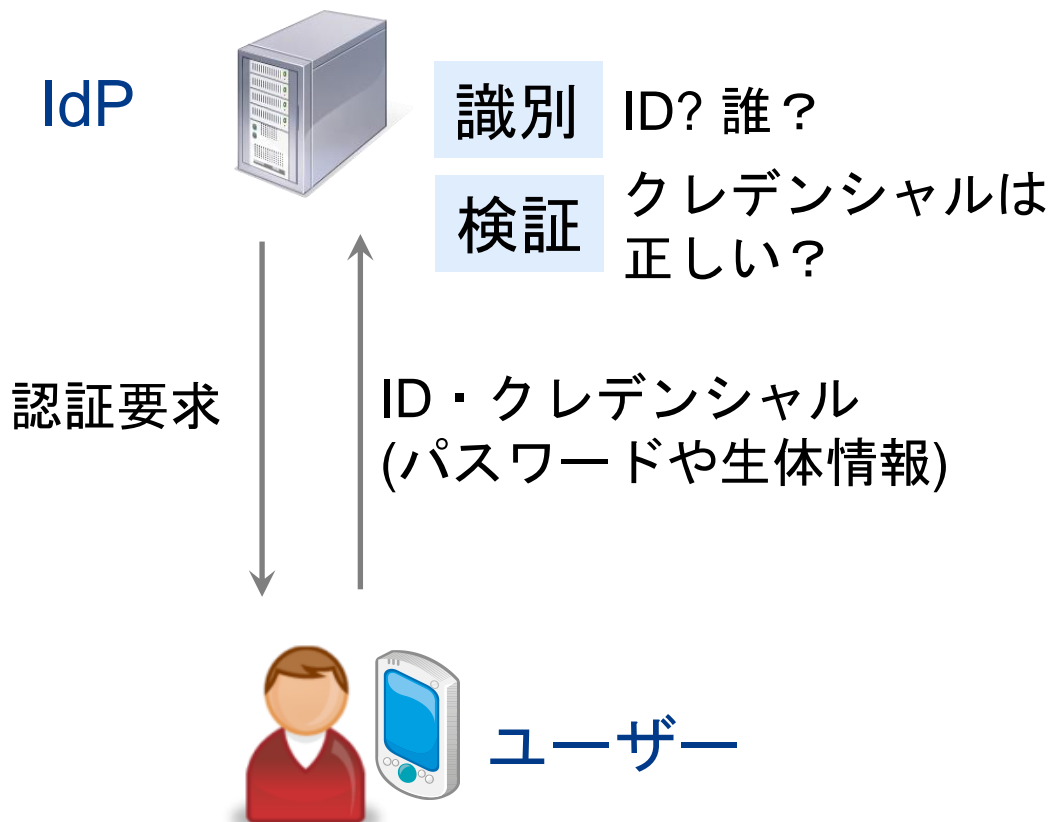 IdP
識別 ID? 誰？
検証 クレデンシャルは
正しい？
認証要求
ID・クレデンシャル
(パスワードや生体情報)
ユーザー